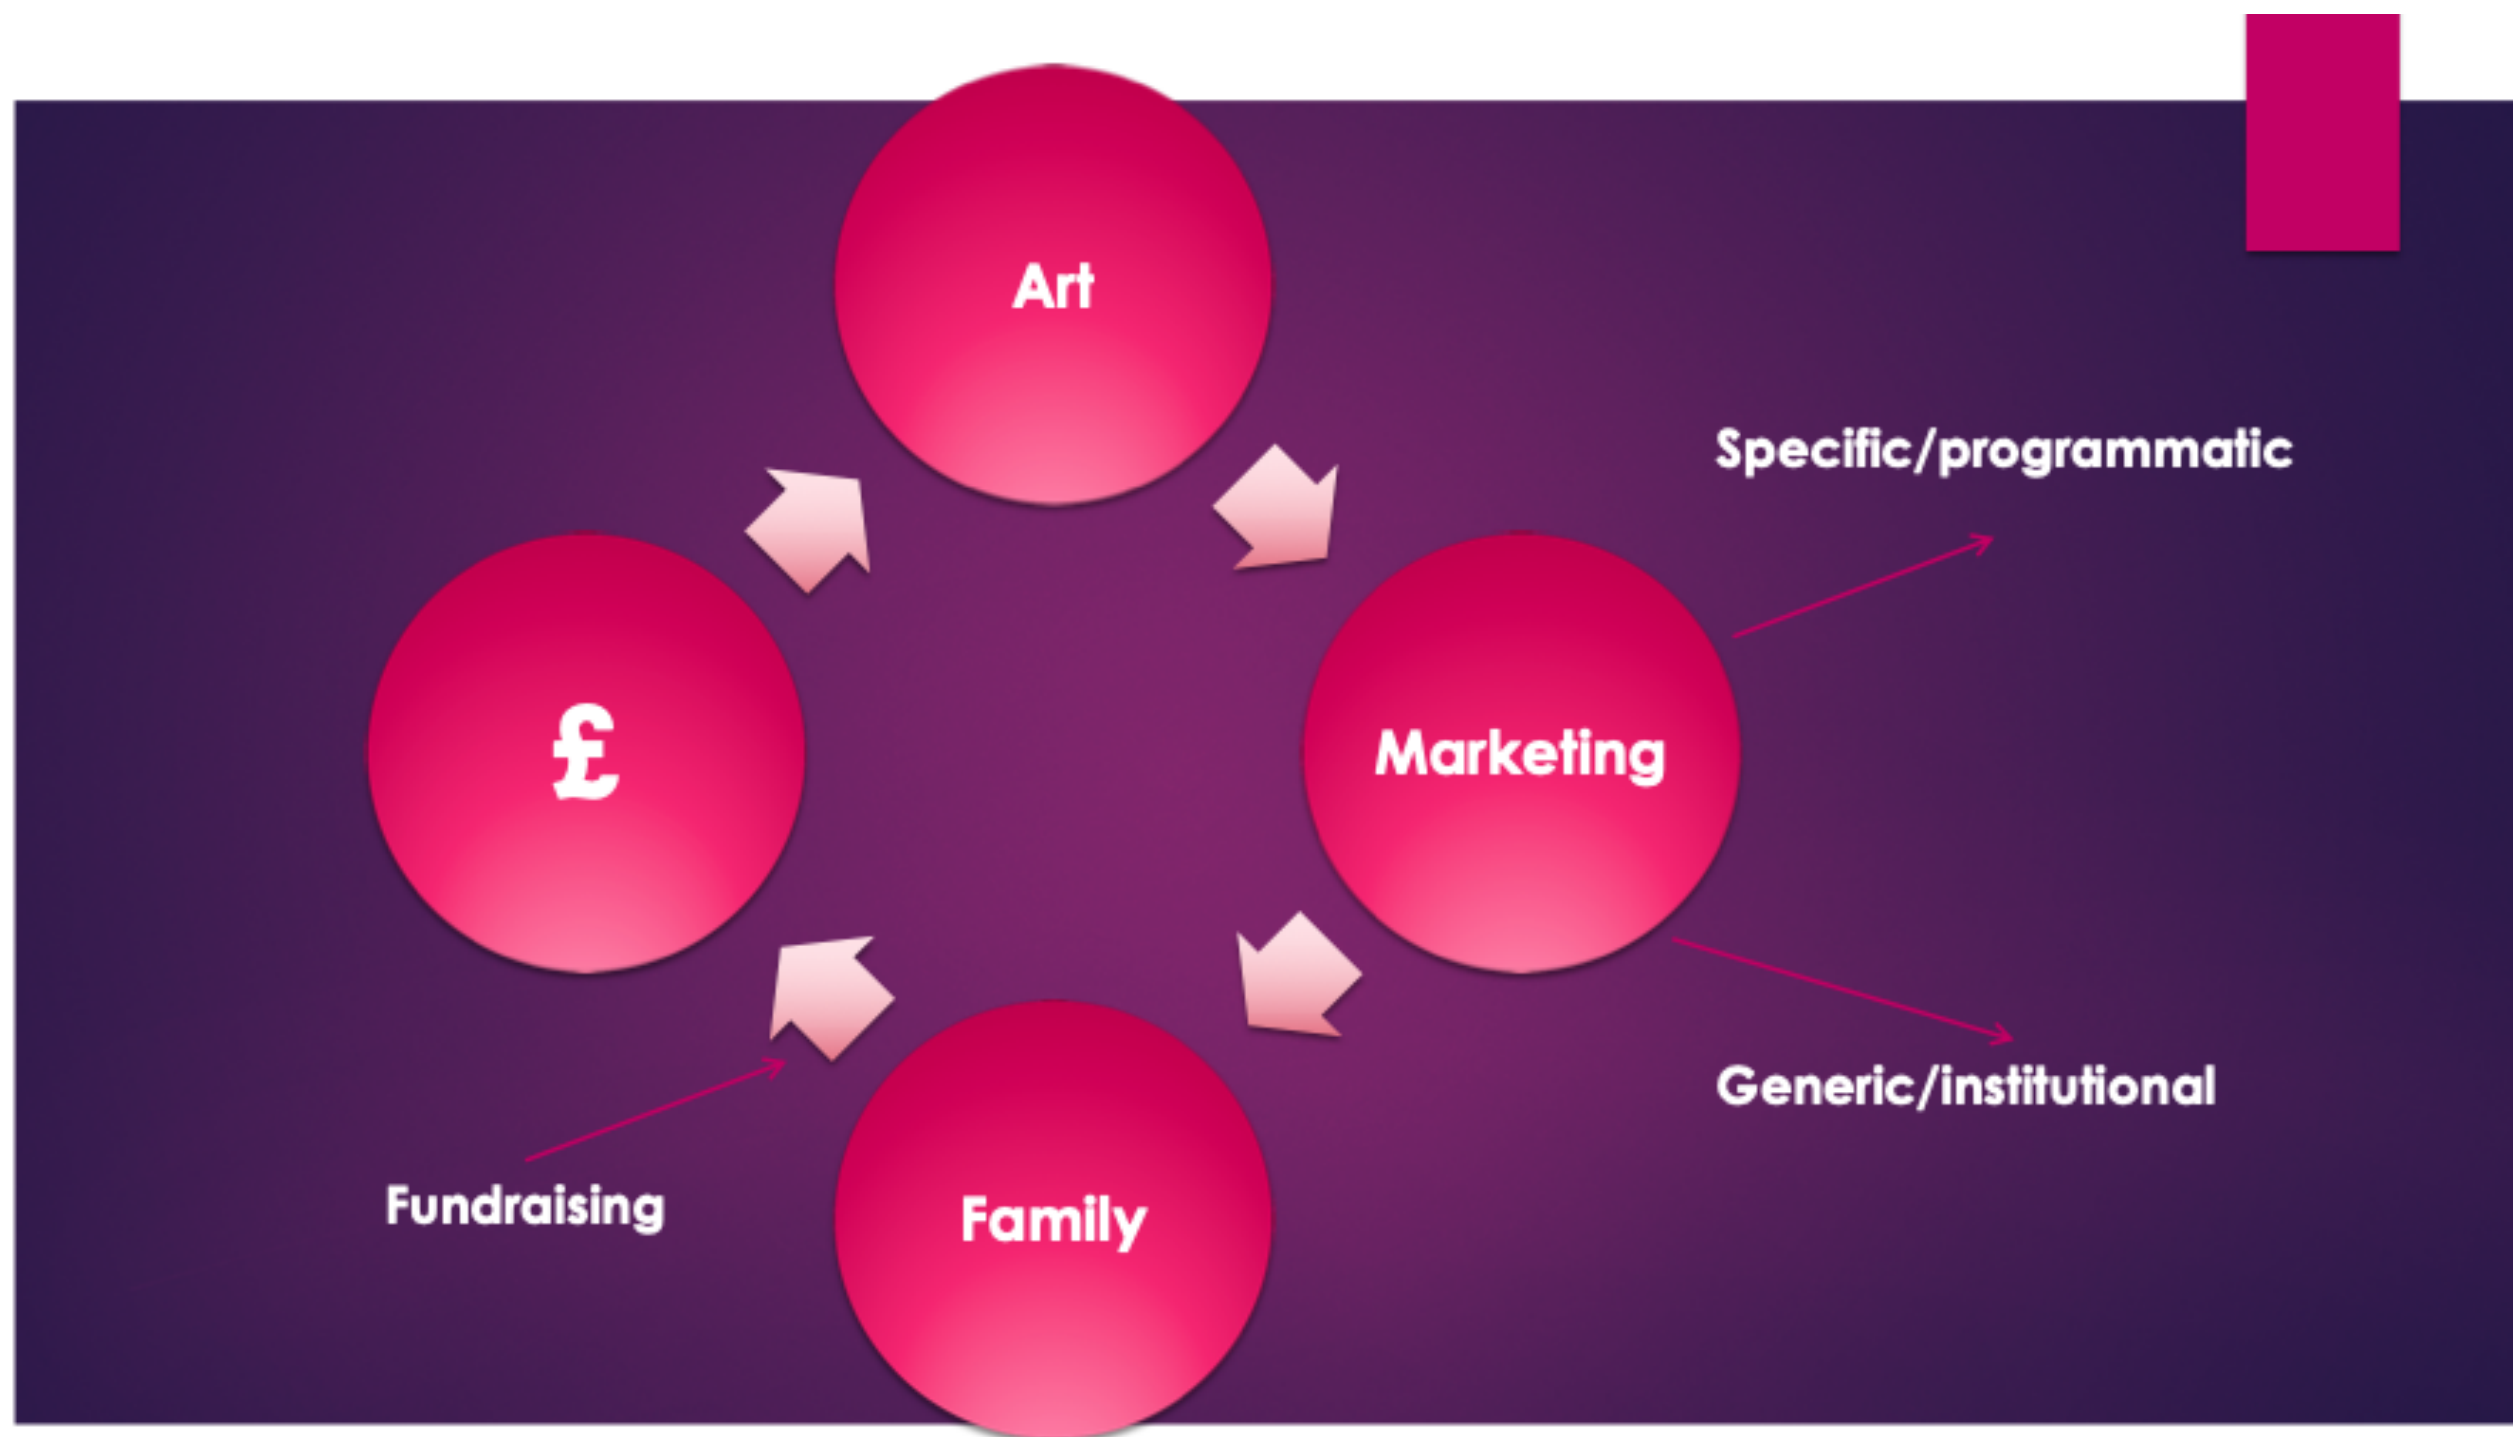 Art
Specific/programmatic
£
Marketing
Generic/institutional
Fundraising
Family